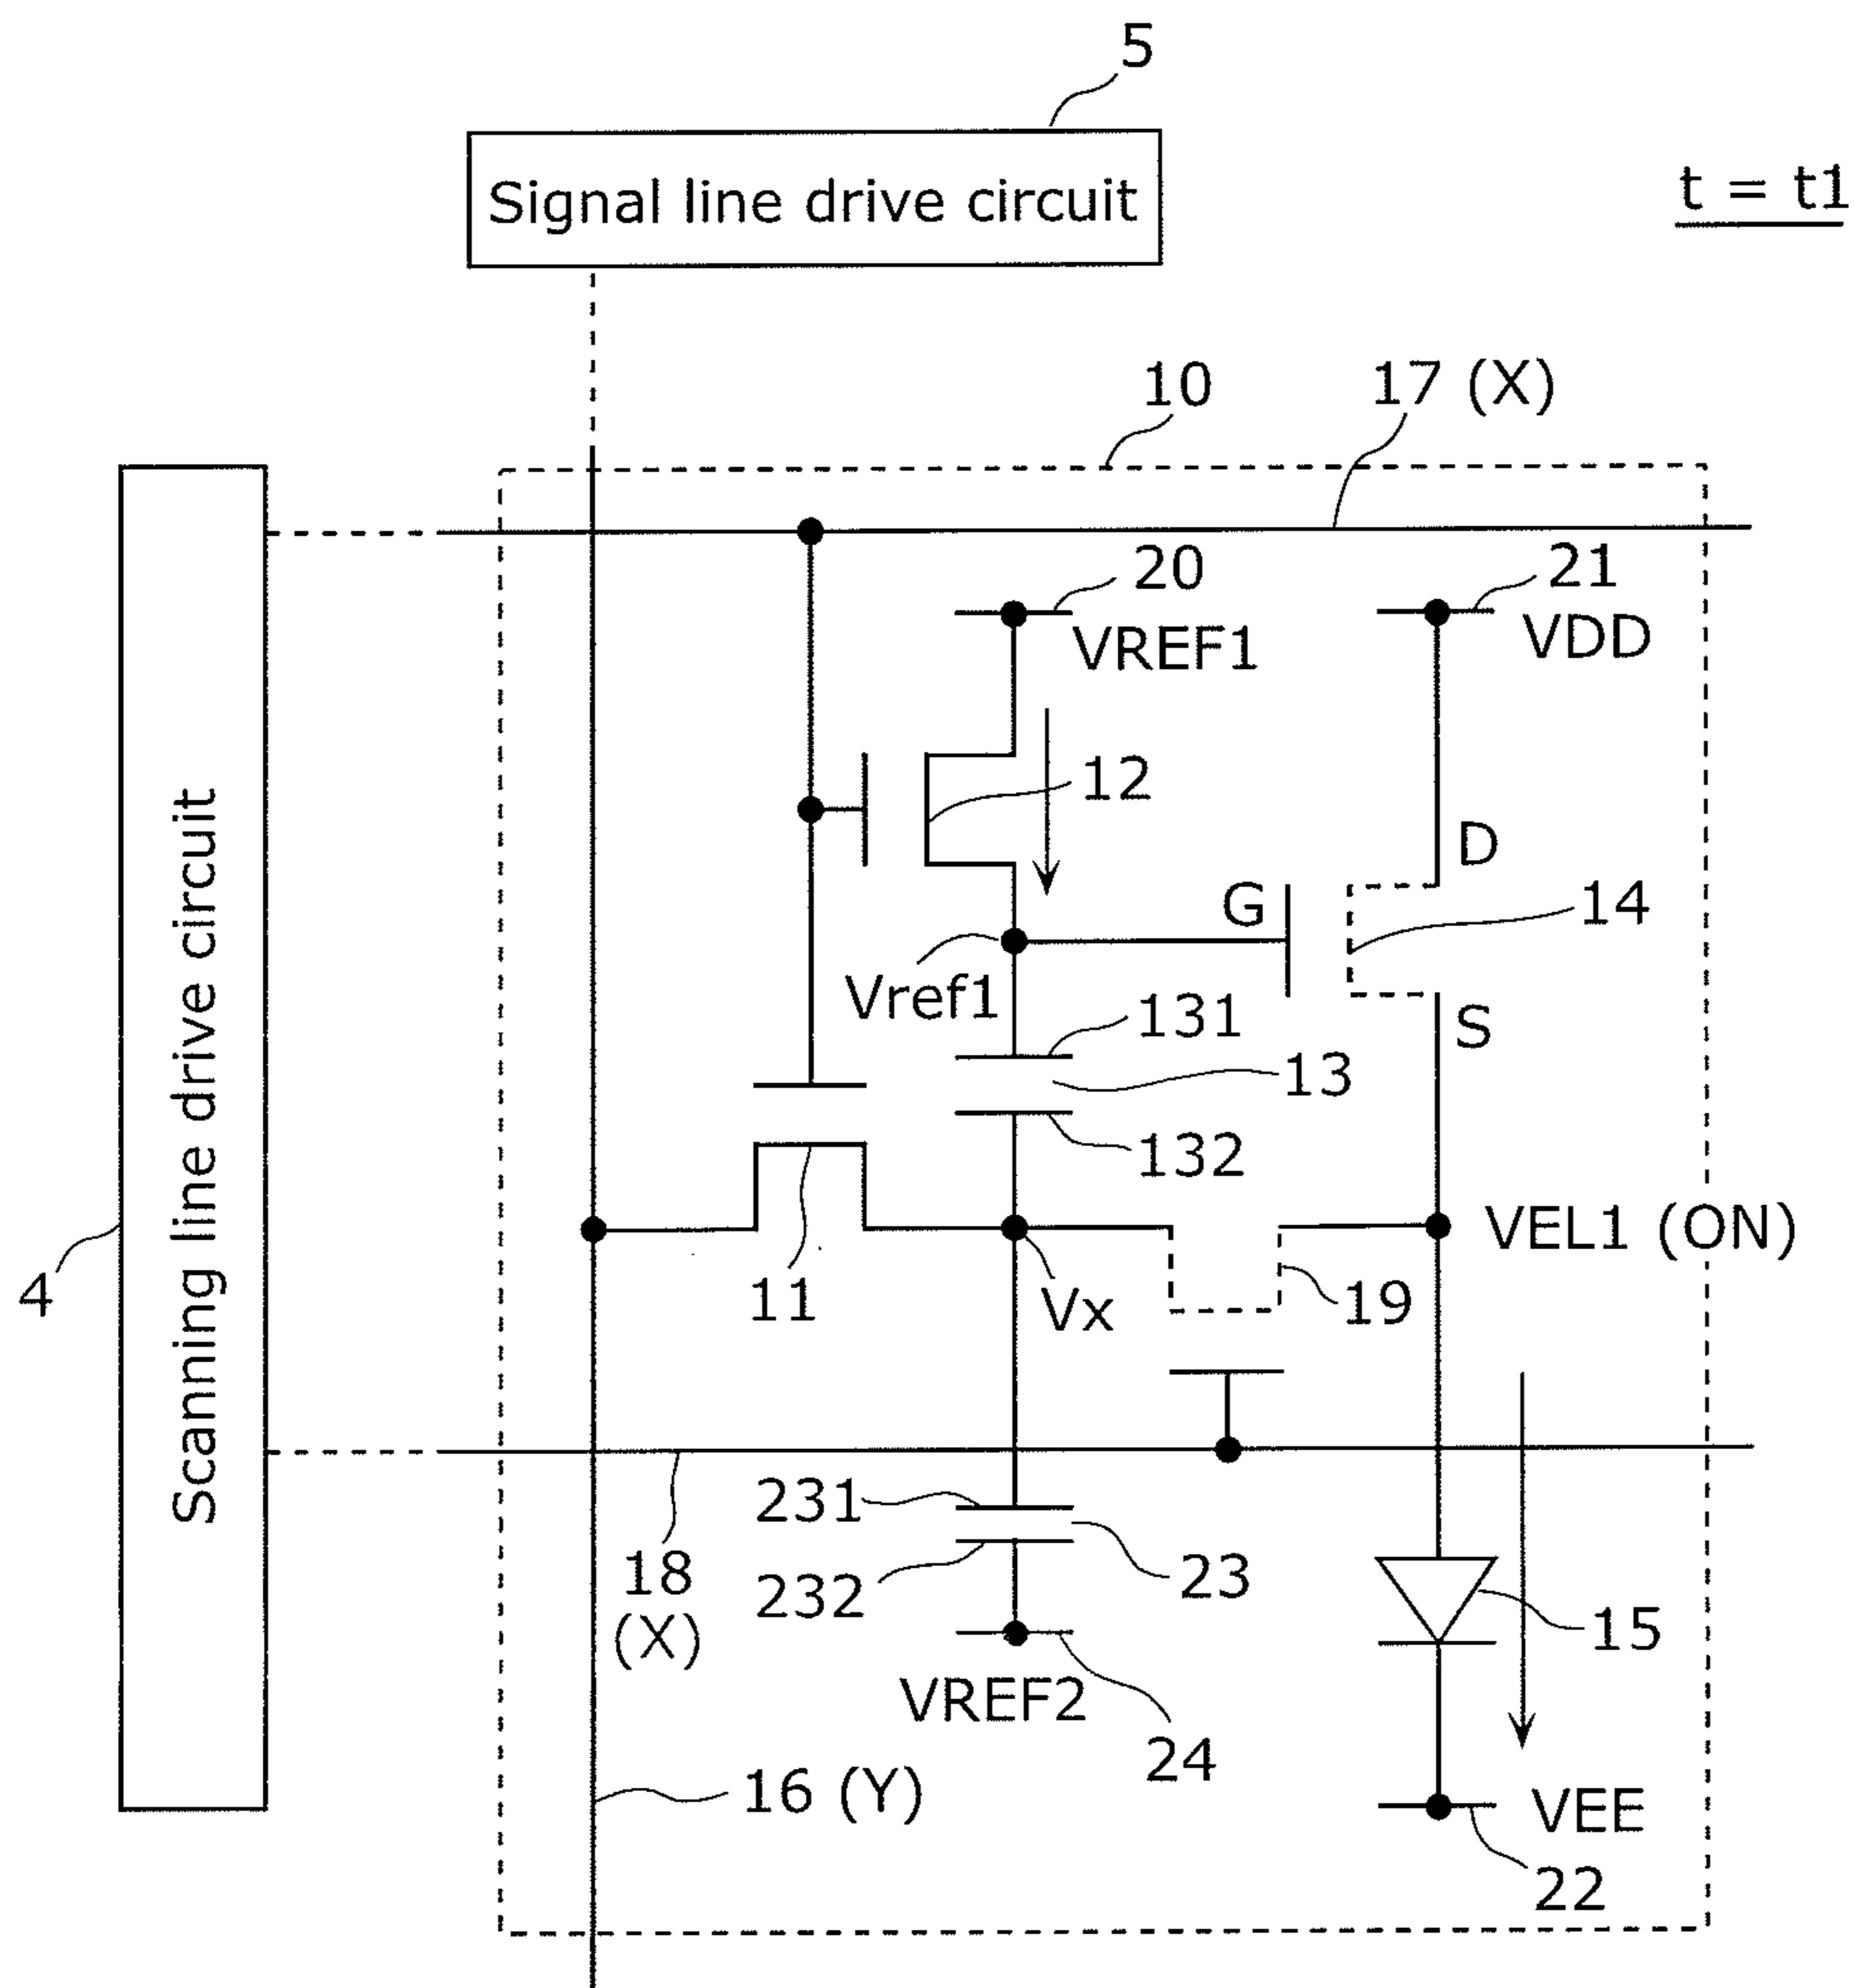 5
Signal line drive circuit
t = t1
10
17 (X)
20
21
VREF1
VDD
12
D
G
14
Vref1
131
S
13
132
Scanning line drive circuit
VEL1 (ON)
4
11
Vx
19
231
18
(X)
23
232
15
VREF2
24
16 (Y)
VEE
22